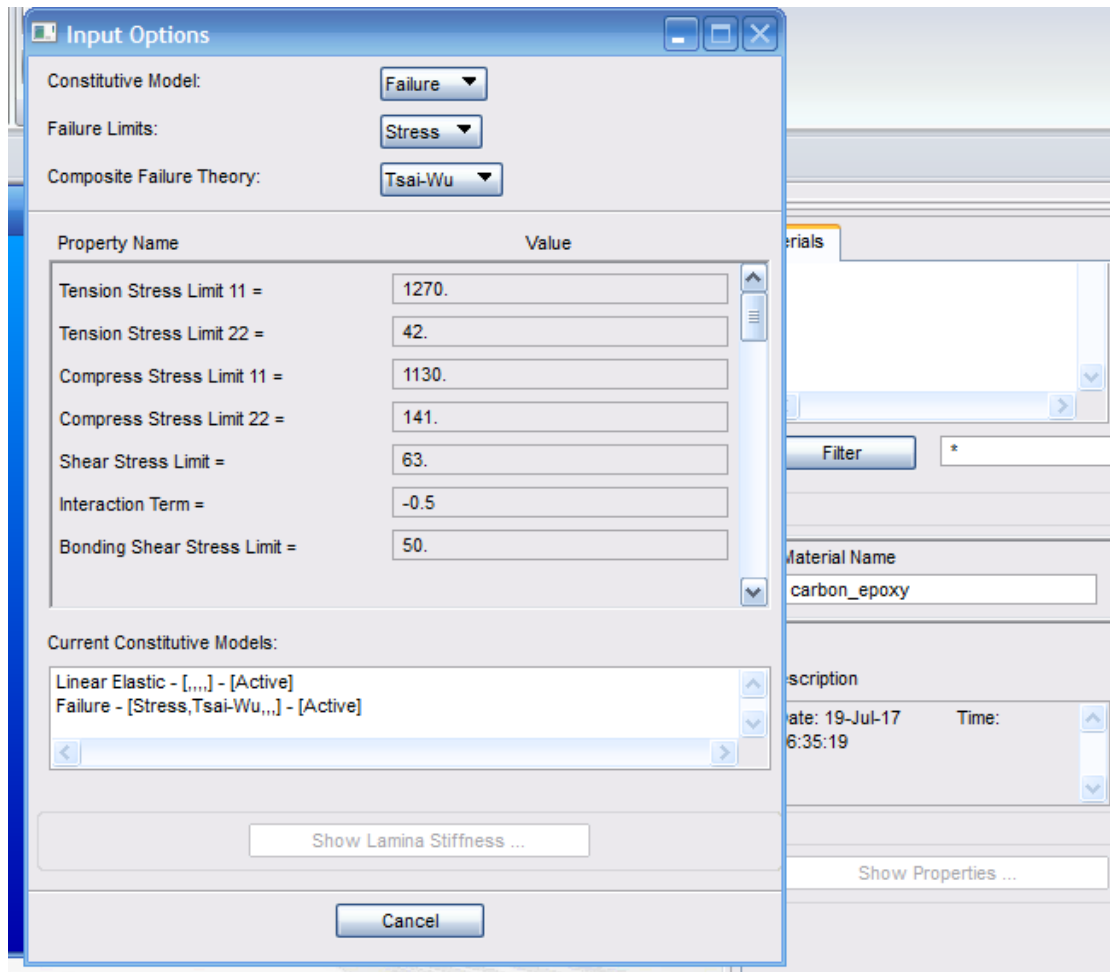 Input Options
Constitutive Model:
Failure
Failure Limits:
Stress
Composite Failure Theory:
Tsai-Wu
Property Name Value
Tension Stress Limit 11 = 1270.
Tension Stress Limit 22 = 42.
Compress Stress Limit 11 = 1130.
Compress Stress Limit 22 = 141.
Shear Stress Limit = 63.
Interaction Term = -0.5
Bonding Shear Stress Limit = 50.
Current Constitutive Models:
Linear Elastic - [,,,,] - [Active]
Failure - [Stress,Tsai-Wu,,,] - [Active]
Show Lamina Stiffness ...
Cancel
erials
Filter *
Material Name
carbon_epoxy
scription
ate: 19-Jul-17 Time:
6:35:19
Show Properties ...